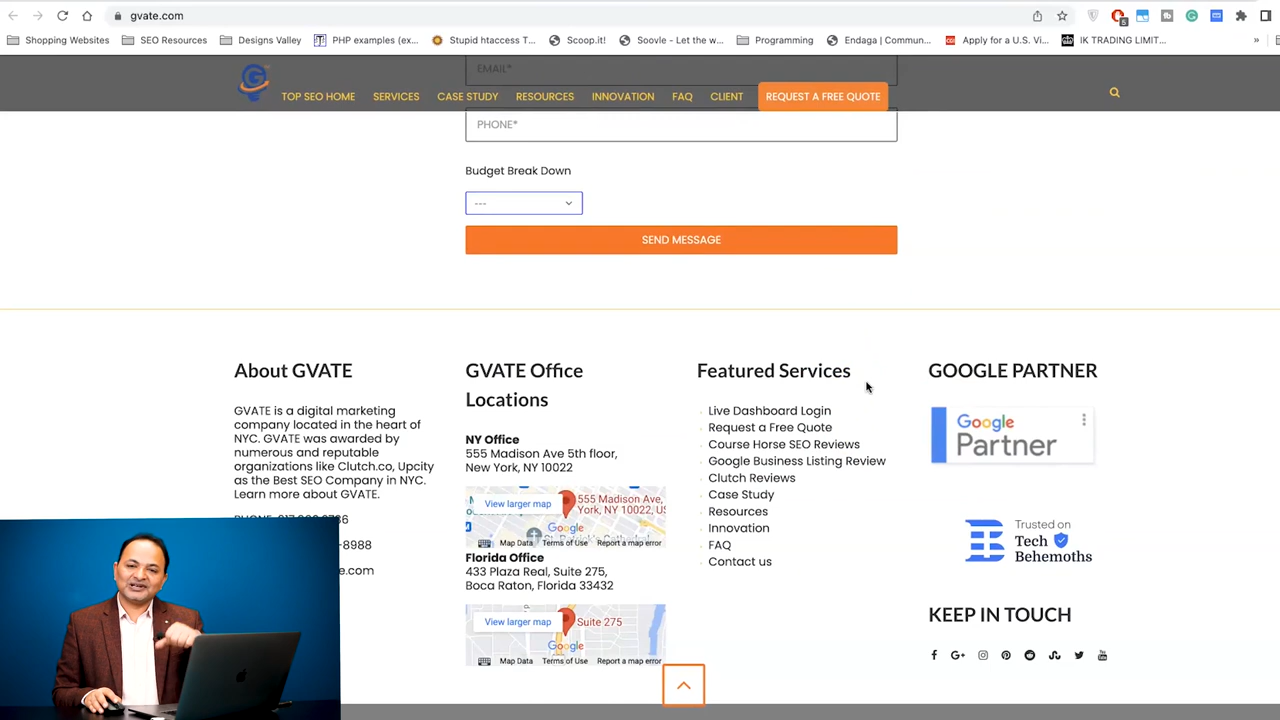 gvate.com
5
Shopping Websites
SEO Resources
Designs Valley
PHP examples (ex...
Stupid htaccess T...
Scoop.it!
Soovle - Let the w...
Programming
Endaga | Commun...
Apply for a U.S. Vi...
IK TRADING LIMIT...
»
EMAIL*
TOP SEO HOME
SERVICES
CASE STUDY
RESOURCES
INNOVATION
FAQ
CLIENT
REQUEST A FREE QUOTE
PHONE*
Budget Break Down
---
SEND MESSAGE
About GVATE
GVATE is a digital marketing
company located in the heart of
NYC. GVATE was awarded by
numerous and reputable
organizations like Clutch.co, Upcity
as the Best SEO Company in NYC.
Learn more about GVATE.
-8988
e.com
GVATE Office
Locations
NY Office
555 Madison Ave 5th floor,
New York, NY 10022
View larger map
555 Madison Ave,
York, NY 10022, US
Google
Map Data
Terms of Use
Report a map error
Florida Office
433 Plaza Real, Suite 275,
Boca Raton, Florida 33432
View larger map
Suite 275
Google
Map Data
Terms of Use
Report a map error
Featured Services
Live Dashboard Login
Request a Free Quote
Course Horse SEO Reviews
Google Business Listing Review
Clutch Reviews
Case Study
Resources
Innovation
FAQ
Contact us
GOOGLE PARTNER
Google
Partner
Trusted on
Tech
Behemoths
KEEP IN TOUCH